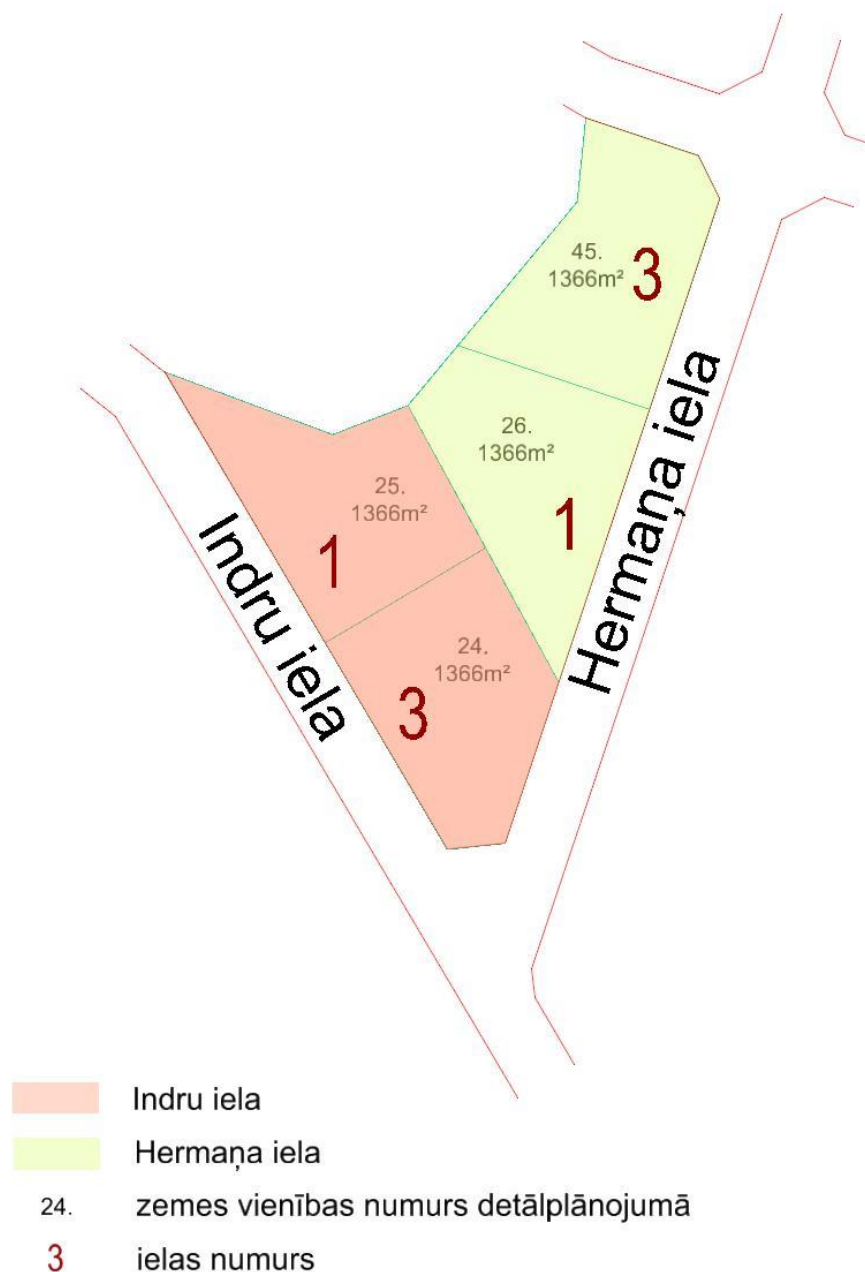 45.
1366m²
3
26.
1366m²
1
Hermaņa iela
25.
1366m²
1
Indru iela
24.
1366m²
3
Indru iela
Hermaņa iela
24. zemes vienības numurs detālplānojumā
3 ielas numurs